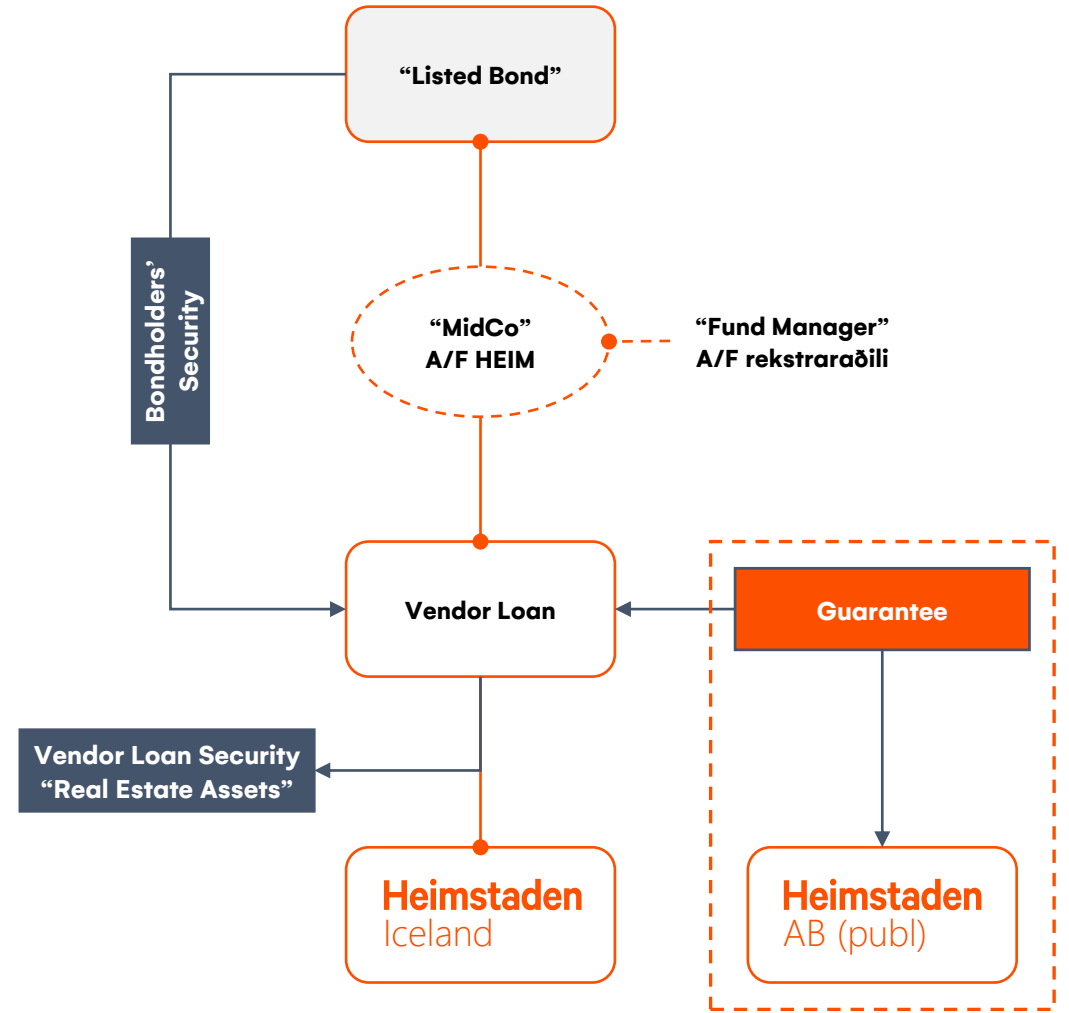 “Listed Bond”
Bondholders’
Security
“MidCo”
A/F HEIM
“Fund Manager”
A/F rekstraraðili
Vendor Loan
Guarantee
Vendor Loan Security
“Real Estate Assets”
Heimstaden
Iceland
Heimstaden
AB (publ)